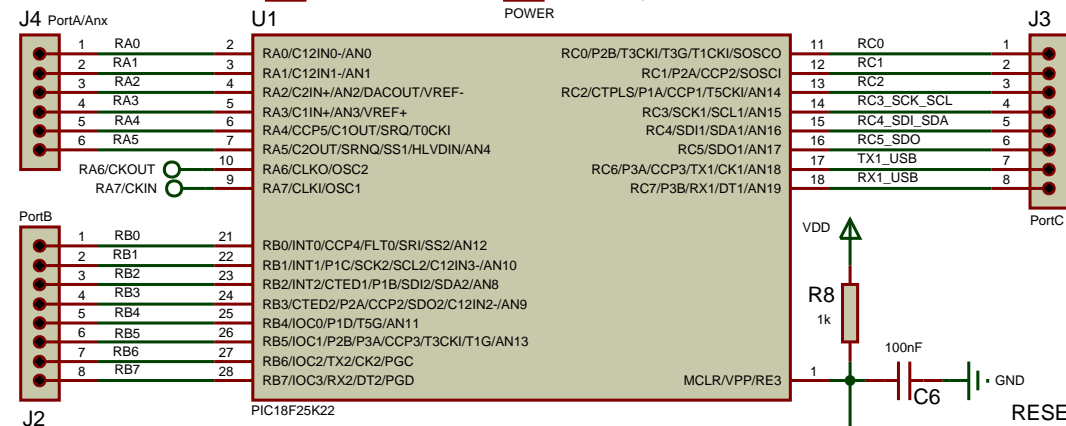 POWER
J4 PortA/Anx
U1
J3
1 RA0 2 RA0/C12IN0-/AN0
2 RA1 3 RA1/C12IN1-/AN1
3 RA2 4 RA2/C2IN+/AN2/DACOUT/VREF-
4 RA3 5 RA3/C1IN+/AN3/VREF+
5 RA4 6 RA4/CCP5/C1OUT/SRQ/T0CKI
6 RA5 7 RA5/C2OUT/SRNQ/SS1/HLVDIN/AN4
RA6/CKOUT 10 RA6/CLKO/OSC2
RA7/CKIN 9 RA7/CLKI/OSC1
RC0/P2B/T3CKI/T3G/T1CKI/SOSCO 11 RC0 1
RC1/P2A/CCP2/SOSCI 12 RC1 2
RC2/CTPLS/P1A/CCP1/T5CKI/AN14 13 RC2 3
RC3/SCK1/SCL1/AN15 14 RC3_SCK_SCL 4
RC4/SDI1/SDA1/AN16 15 RC4_SDI_SDA 5
RC5/SDO1/AN17 16 RC5_SDO 6
RC6/P3A/CCP3/TX1/CK1/AN18 17 TX1_USB 7
RC7/P3B/RX1/DT1/AN19 18 RX1_USB 8
PortC
PortB
1 RB0 21 RB0/INT0/CCP4/FLT0/SRI/SS2/AN12
2 RB1 22 RB1/INT1/P1C/SCK2/SCL2/C12IN3-/AN10
3 RB2 23 RB2/INT2/CTED1/P1B/SDI2/SDA2/AN8
4 RB3 24 RB3/CTED2/P2A/CCP2/SDO2/C12IN2-/AN9
5 RB4 25 RB4/IOC0/P1D/T5G/AN11
6 RB5 26 RB5/IOC1/P2B/P3A/CCP3/T3CKI/T1G/AN13
7 RB6 27 RB6/IOC2/TX2/CK2/PGC
8 RB7 28 RB7/IOC3/RX2/DT2/PGD
J2
MCLR/VPP/RE3 1
PIC18F25K22
VDD
R8
1k
100nF
C6
GND
RESE